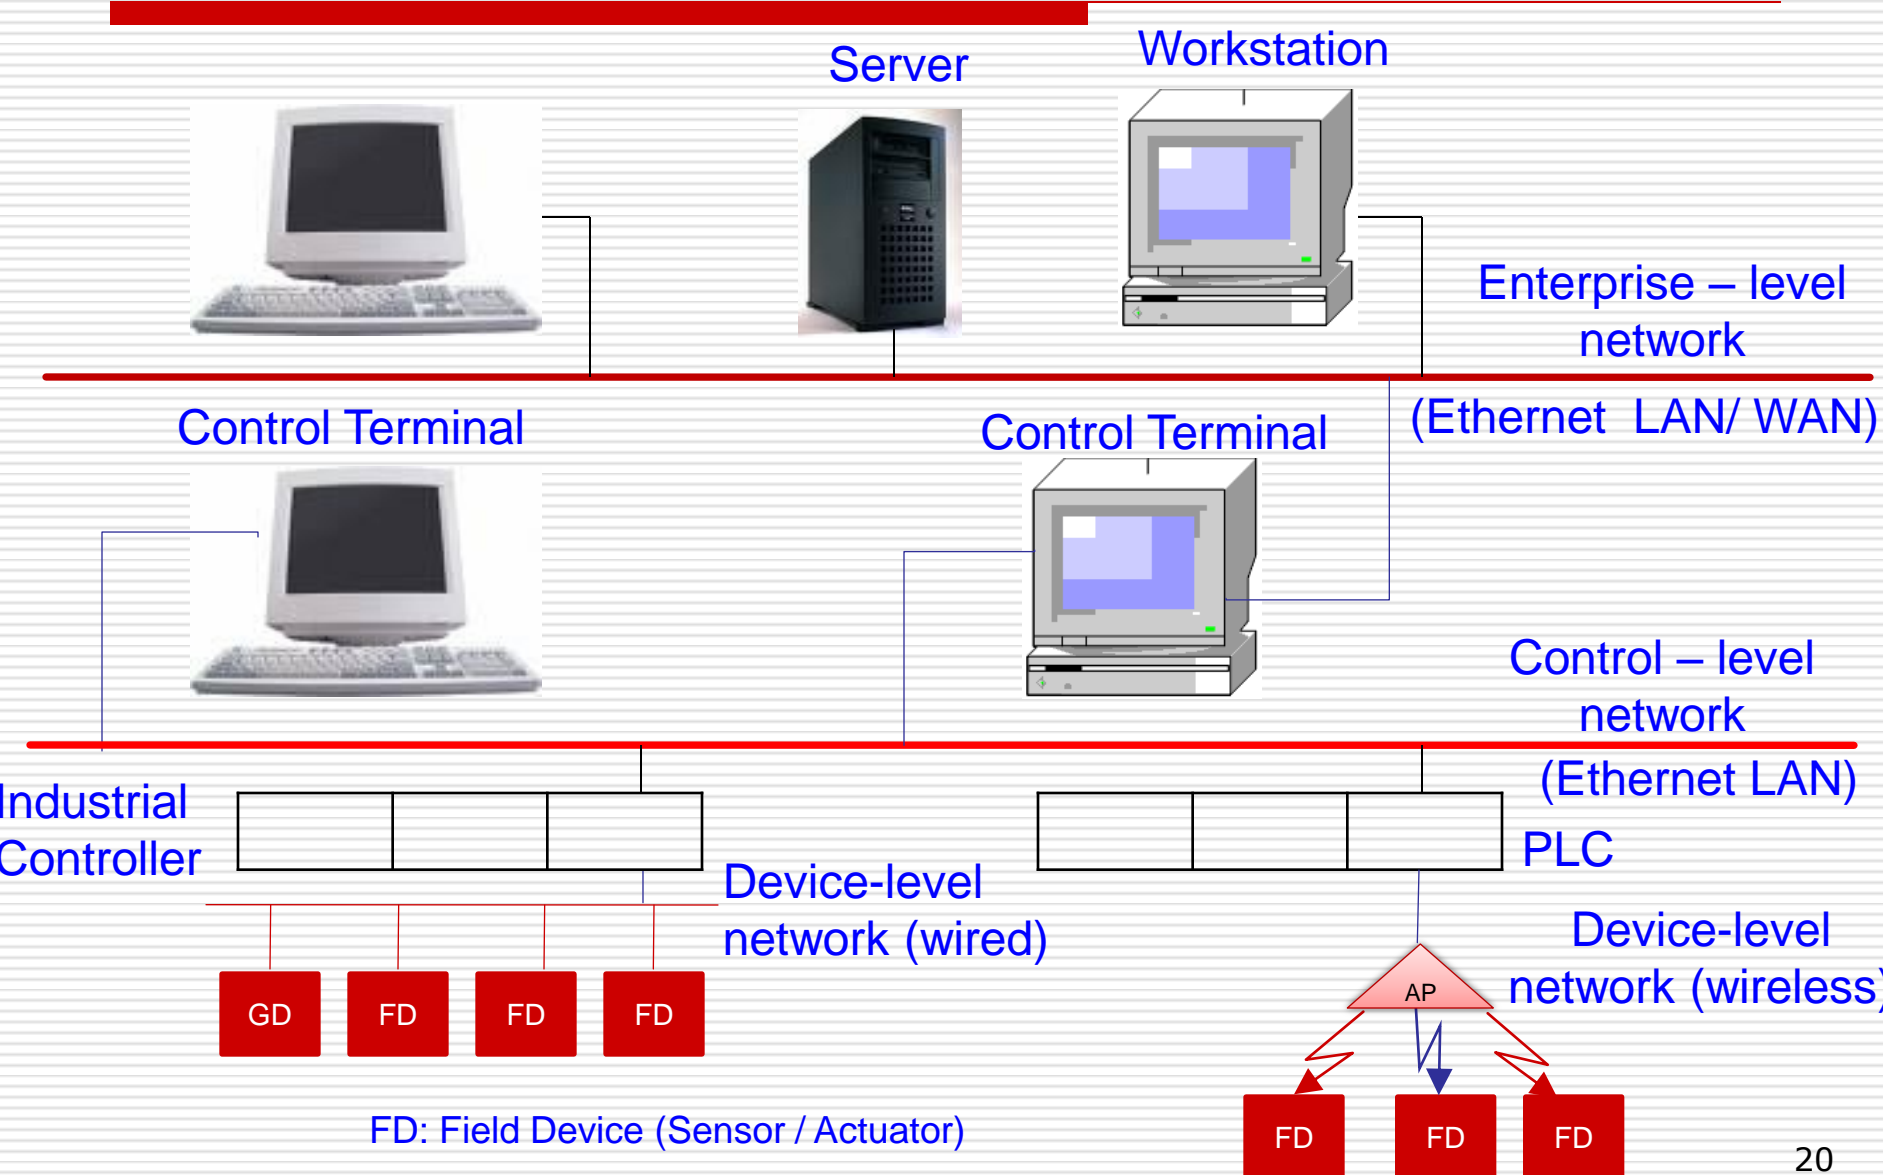 Server
Workstation
Enterprise – level
network
(Ethernet LAN/ WAN)
Control Terminal
Control Terminal
Control – level
network
(Ethernet LAN)
Industrial
Controller
PLC
Device-level
network (wired)
Device-level
network (wireless)
AP
GD
FD
FD
FD
FD
FD
FD
FD: Field Device (Sensor / Actuator)
20